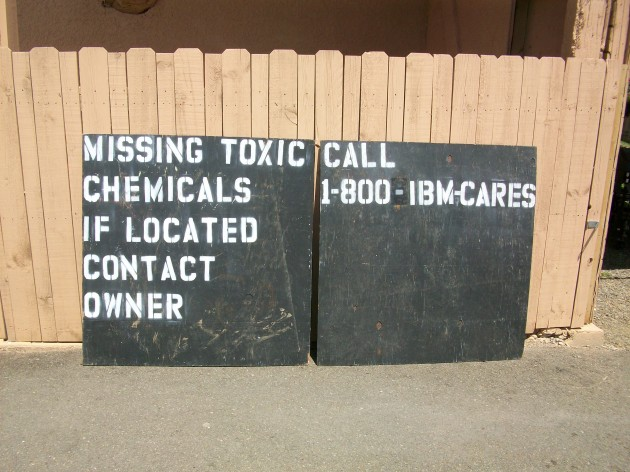 MISSING TOXIC
CHEMICALS
IF LOCATED
CONTACT
OWNER
CALL
1-800-IBM-CARES